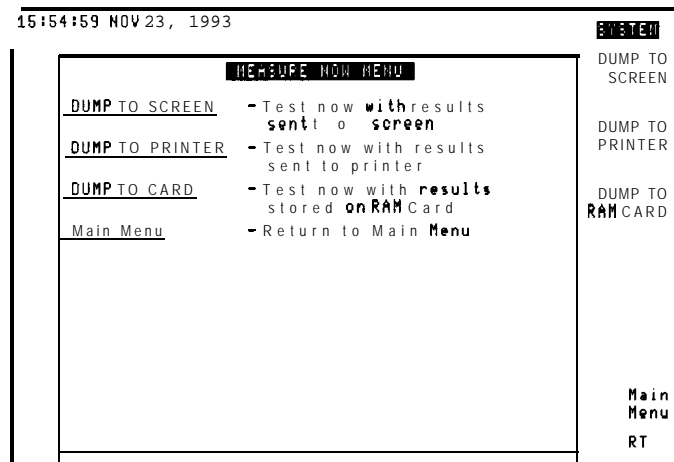 15:54:59 NOV 23, 1993
SYSTEM
MEASURE NOW MENU
DUMP TO SCREEN - Test now with results
sent t o screen
DUMP TO PRINTER - Test now with results
sent to printer
DUMP TO CARD - Test now with results
stored on RAM Card
Main Menu - Return to Main Menu
DUMP TO
SCREEN
DUMP TO
PRINTER
DUMP TO
RAM CARD
Main
Menu
RT